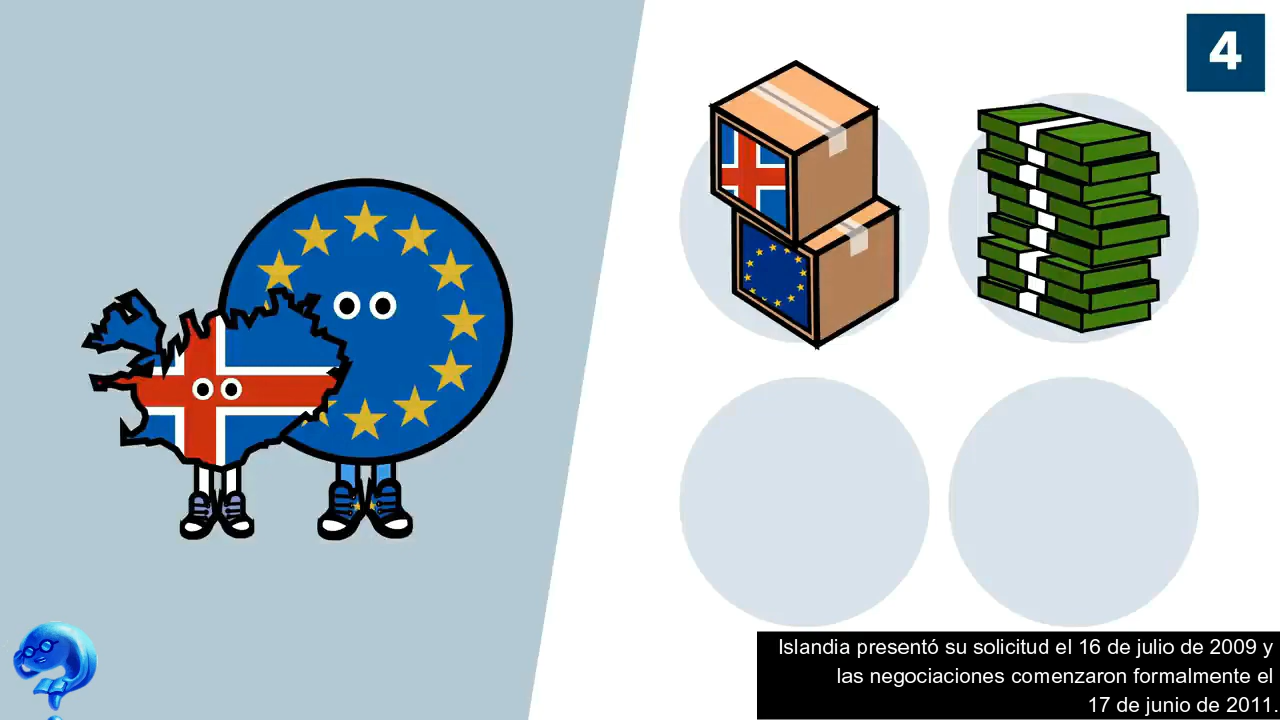 4
Islandia presentó su solicitud el 16 de julio de 2009 y
las negociaciones comenzaron formalmente el
17 de junio de 2011.